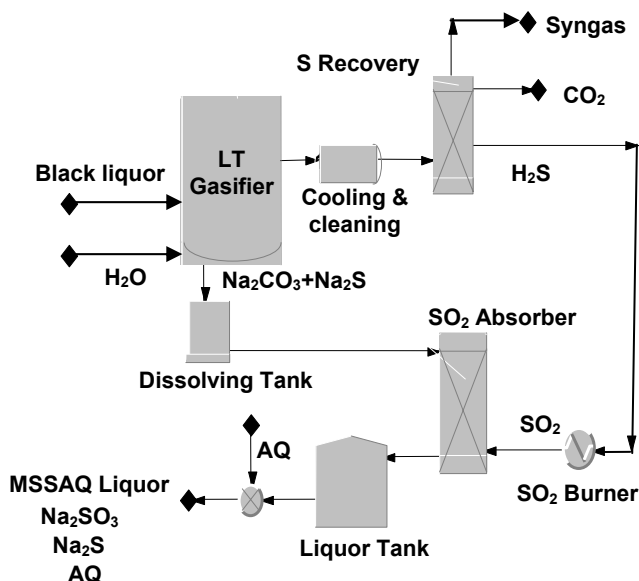 Syngas
S Recovery
CO₂
LT
Gasifier
Black liquor
H₂S
Cooling &
cleaning
H₂O
Na₂CO₃+Na₂S
SO₂ Absorber
Dissolving Tank
SO₂
AQ
MSSAQ Liquor
SO₂ Burner
Na₂SO₃
Na₂S
Liquor Tank
AQ